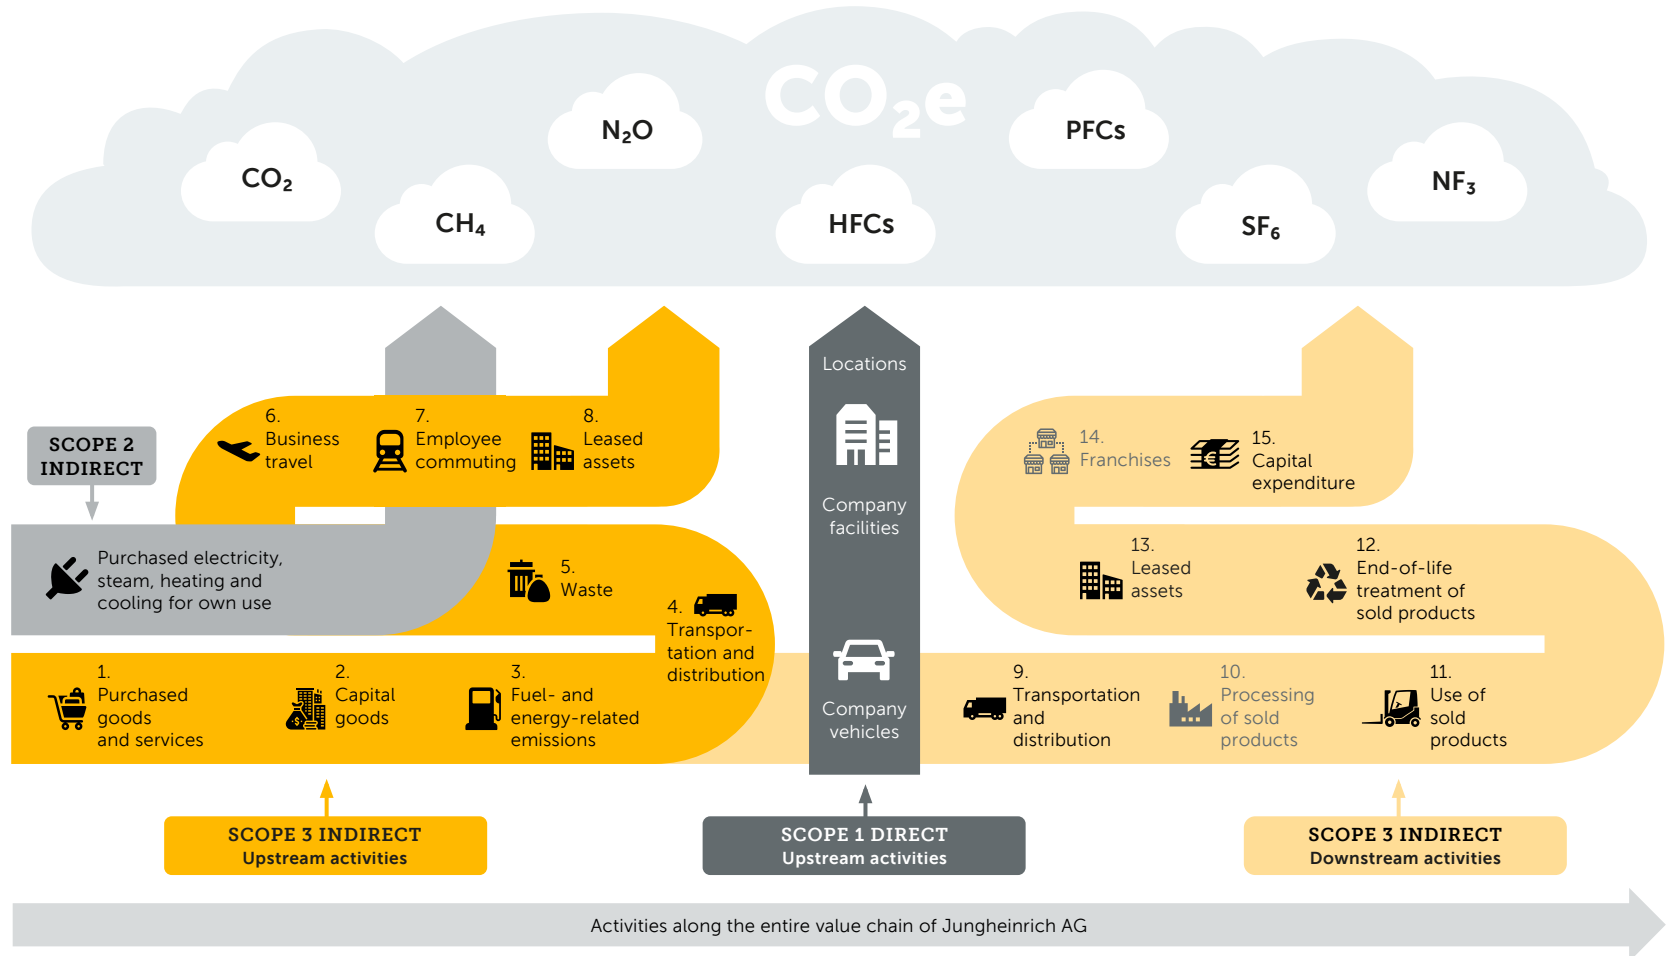 CO₂e
N₂O
PFCs
CO₂
NF₃
CH₄
HFCs
SF₆
Locations
Company
facilities
Company
vehicles
SCOPE 2
INDIRECT
Purchased electricity,
steam, heating and
cooling for own use
6.
Business
travel
7.
Employee
commuting
8.
Leased
assets
5.
Waste
4.
Transpor-
tation and
distribution
1.
Purchased
goods
and services
2.
Capital
goods
3.
Fuel- and
energy-related
emissions
14.
Franchises
15.
Capital
expenditure
13.
Leased
assets
12.
End-of-life
treatment of
sold products
9.
Transportation
and
distribution
10.
Processing
of sold
products
11.
Use of
sold
products
SCOPE 3 INDIRECT
Upstream activities
SCOPE 1 DIRECT
Upstream activities
SCOPE 3 INDIRECT
Downstream activities
Activities along the entire value chain of Jungheinrich AG